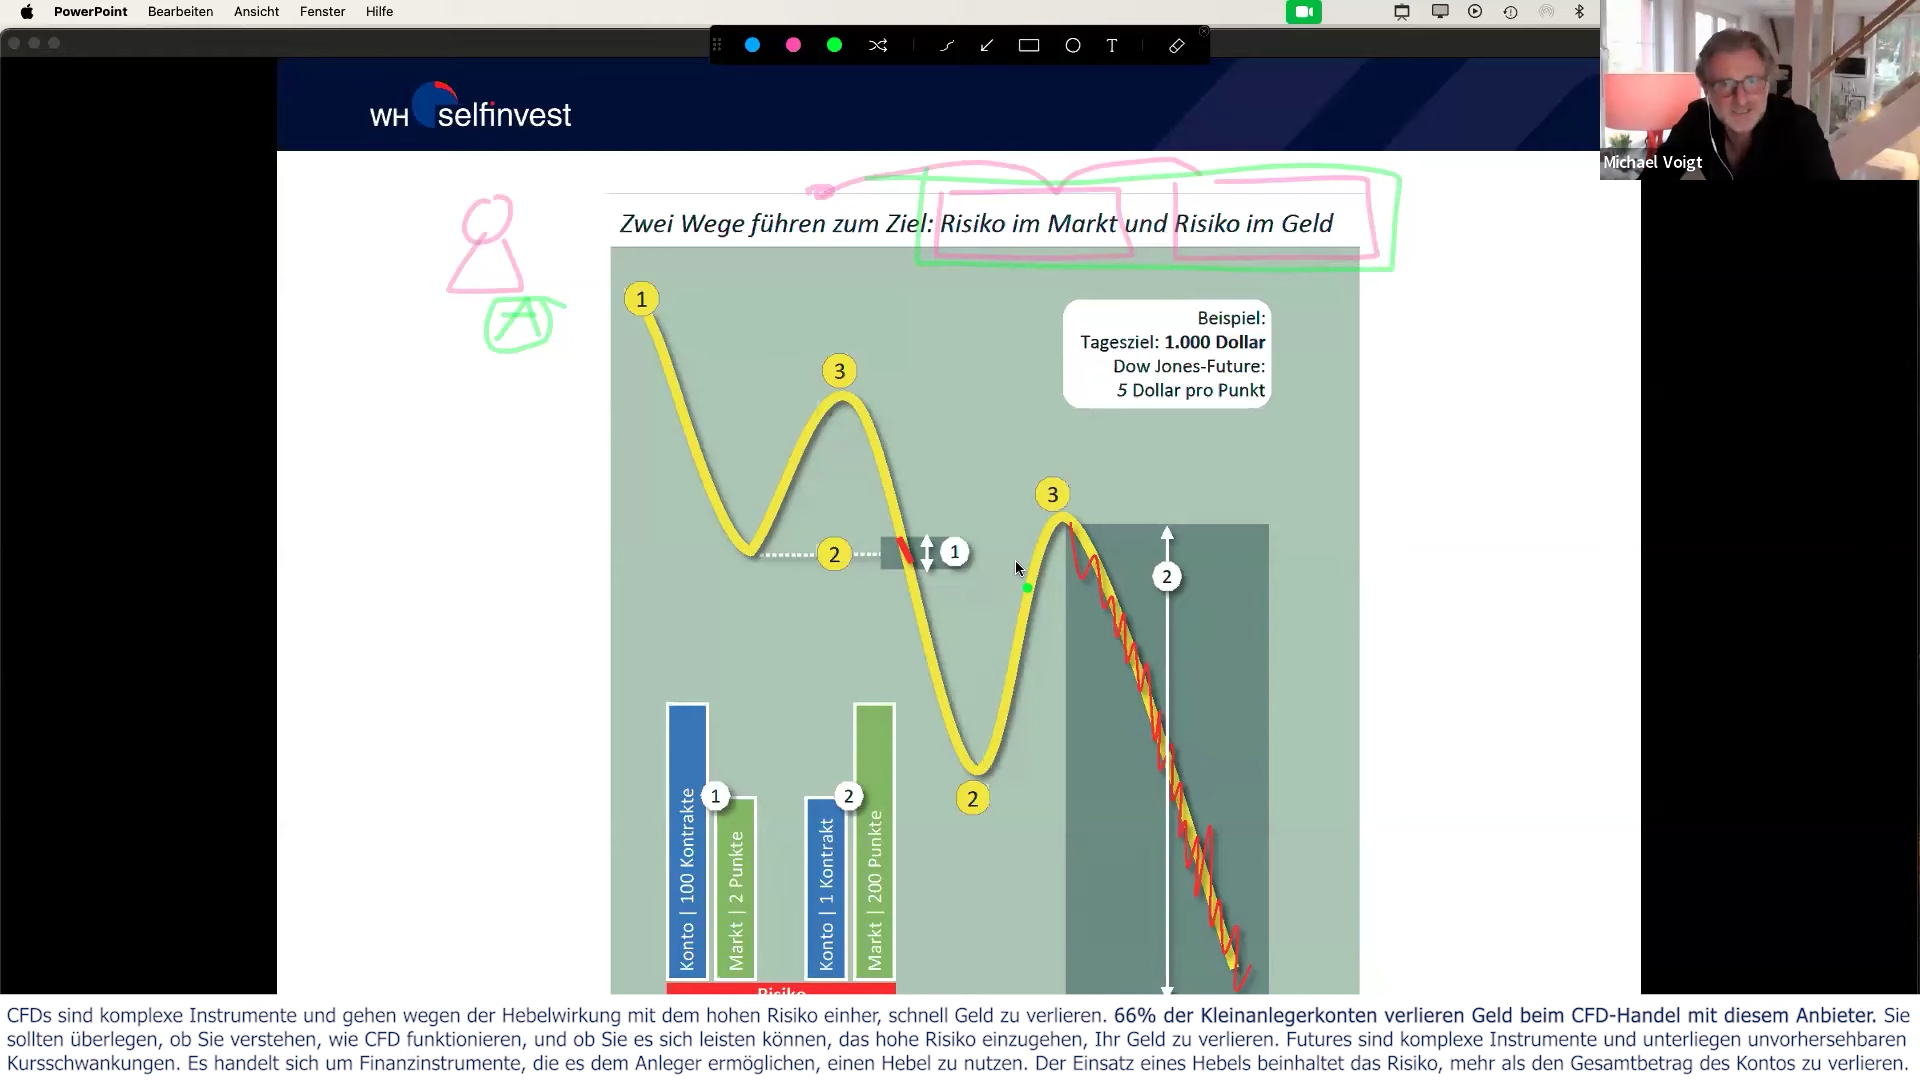 PowerPoint Bearbeiten Ansicht Fenster Hilfe
T
WH selfinvest
Michael Voigt
Zwei Wege führen zum Ziel: Risiko im Markt und Risiko im Geld
A
1
3
Beispiel:
Tagesziel: 1.000 Dollar
Dow Jones-Future:
5 Dollar pro Punkt
3
2
1
2
2
1
2
Konto | 100 Kontrakte
Markt | 2 Punkte
Konto | 1 Kontrakt
Markt | 200 Punkte
Risiko
CFDs sind komplexe Instrumente und gehen wegen der Hebelwirkung mit dem hohen Risiko einher, schnell Geld zu verlieren. 66% der Kleinanlegerkonten verlieren Geld beim CFD-Handel mit diesem Anbieter. Sie
sollten überlegen, ob Sie verstehen, wie CFD funktionieren, und ob Sie es sich leisten können, das hohe Risiko einzugehen, Ihr Geld zu verlieren. Futures sind komplexe Instrumente und unterliegen unvorhersehbaren
Kursschwankungen. Es handelt sich um Finanzinstrumente, die es dem Anleger ermöglichen, einen Hebel zu nutzen. Der Einsatz eines Hebels beinhaltet das Risiko, mehr als den Gesamtbetrag des Kontos zu verlieren.